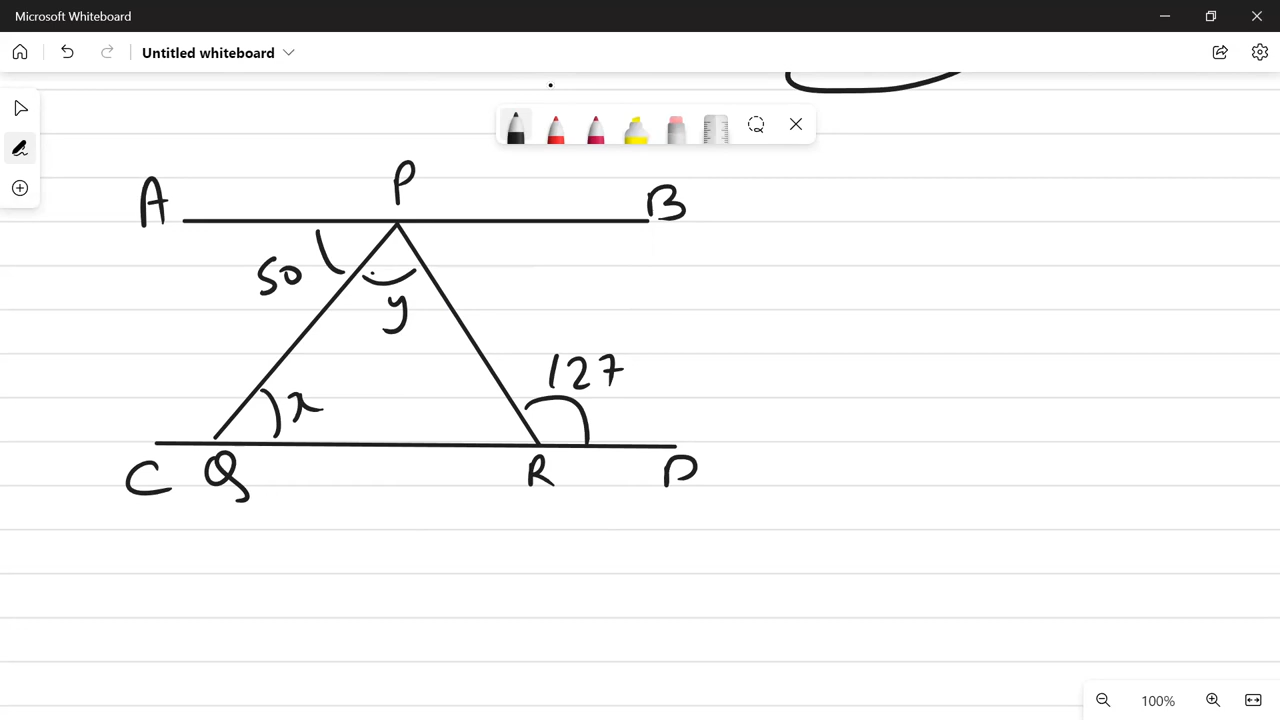 Microsoft Whiteboard
Untitled whiteboard
P
A B
50
y
127
x
C Q R D
100%